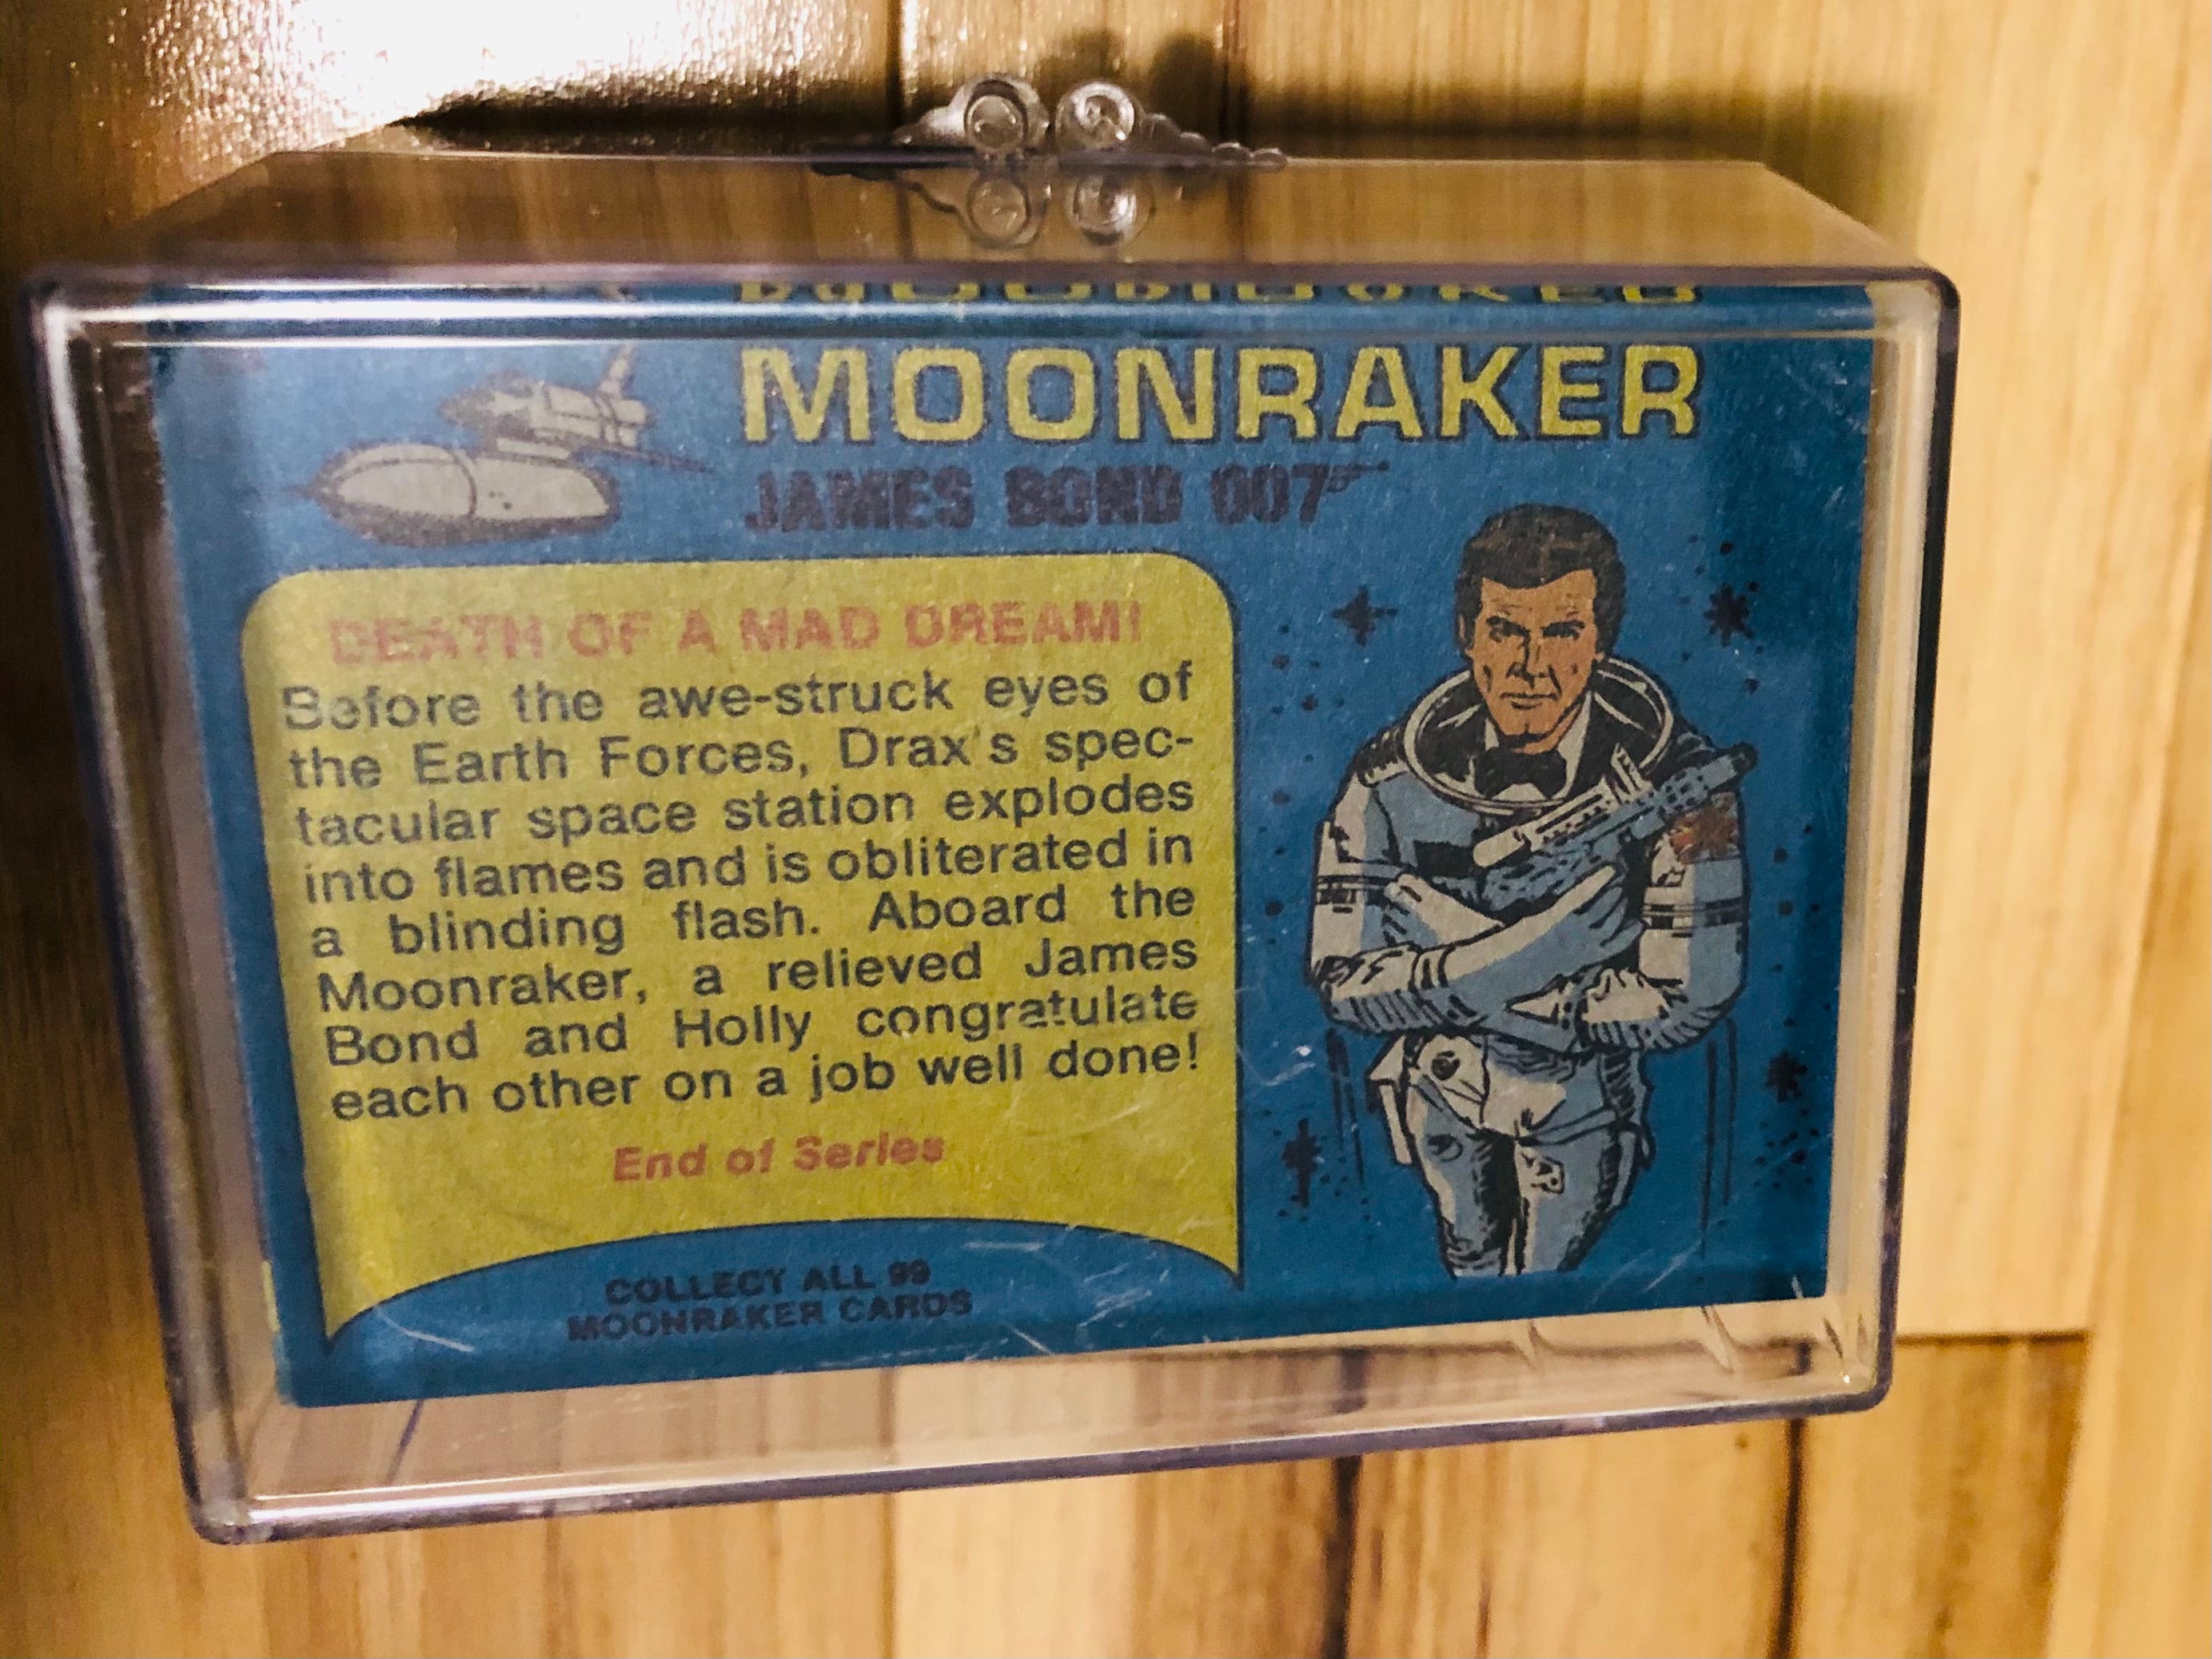 MOONRAKER
JAMES BOND 007
DEATH OF A MAD DREAM!
Before the awe-struck eyes of
the Earth Forces, Drax's spec-
tacular space station explodes
into flames and is obliterated in
a blinding flash. Aboard the
Moonraker, a relieved James
Bond and Holly congratulate
each other on a job well done!
End of Series
COLLECT ALL 99
MOONRAKER CARDS